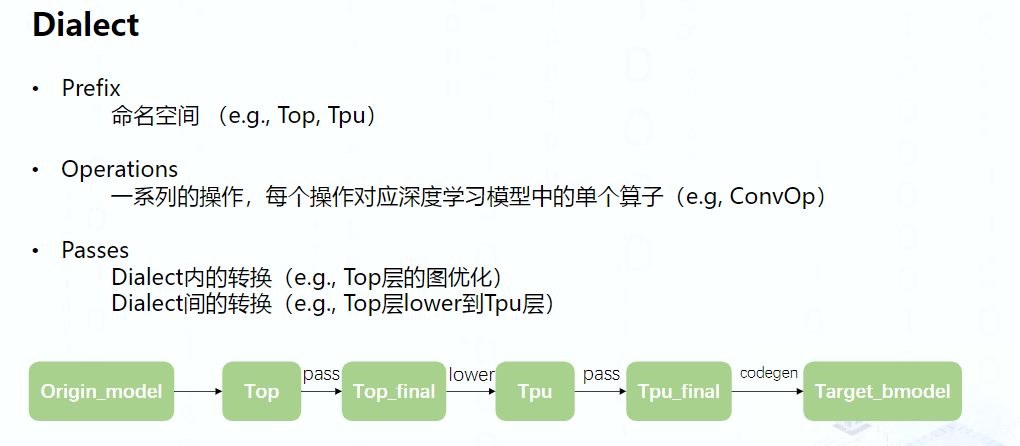 Dialect
• Prefix
命名空间 （e.g., Top, Tpu）
• Operations
一系列的操作，每个操作对应深度学习模型中的单个算子（e.g, ConvOp）
• Passes
Dialect内的转换（e.g., Top层的图优化）
Dialect间的转换（e.g., Top层lower到Tpu层）
Origin_model Top pass Top_final lower Tpu pass Tpu_final codegen Target_bmodel